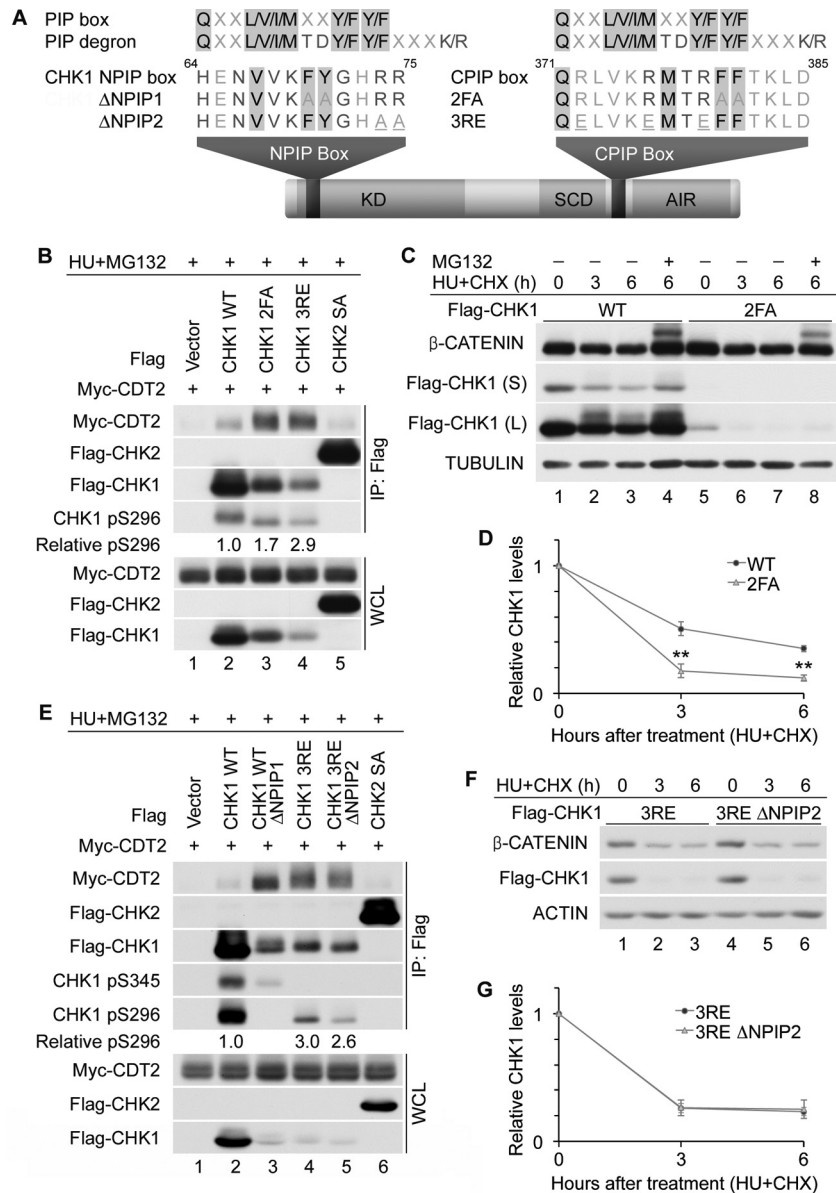 A
PIP box Q X X L/V/I/M X X Y/F Y/F
PIP degron Q X X L/V/I/M T D Y/F Y/F X X X K/R
Q X X L/V/I/M X X Y/F Y/F
Q X X L/V/I/M T D Y/F Y/F X X X K/R
64 75
CHK1 NPIP box H E N V V K F Y G H R R
ΔNPIP1 H E N V V K A A G H R R
ΔNPIP2 H E N V V K F Y G H A A
371 385
CPIP box Q R L V K R M T R F F T K L D
2FA Q R L V K R M T R A A T K L D
3RE Q E L V K E M T E F F T K L D
NPIP Box CPIP Box
KD SCD AIR
B
HU+MG132 + + + + +
Flag Vector CHK1 WT CHK1 2FA CHK1 3RE CHK2 SA
Myc-CDT2 + + + + +
Myc-CDT2
Flag-CHK2
Flag-CHK1
CHK1 pS296
IP: Flag
Relative pS296 1.0 1.7 2.9
Myc-CDT2
Flag-CHK2
Flag-CHK1
WCL
1 2 3 4 5
C
MG132 – – – + – – – +
HU+CHX (h) 0 3 6 6 0 3 6 6
Flag-CHK1 WT 2FA
β-CATENIN
Flag-CHK1 (S)
Flag-CHK1 (L)
TUBULIN
1 2 3 4 5 6 7 8
D
Relative CHK1 levels
1
0
WT
2FA
**
**
0 3 6
Hours after treatment (HU+CHX)
E
HU+MG132 + + + + + +
Flag Vector CHK1 WT CHK1 WT ΔNPIP1 CHK1 3RE CHK1 3RE ΔNPIP2 CHK2 SA
Myc-CDT2 + + + + + +
Myc-CDT2
Flag-CHK2
Flag-CHK1
CHK1 pS345
CHK1 pS296
IP: Flag
Relative pS296 1.0 3.0 2.6
Myc-CDT2
Flag-CHK2
Flag-CHK1
WCL
1 2 3 4 5 6
F
HU+CHX (h) 0 3 6 0 3 6
Flag-CHK1 3RE 3RE ΔNPIP2
β-CATENIN
Flag-CHK1
ACTIN
1 2 3 4 5 6
G
Relative CHK1 levels
1
0
3RE
3RE ΔNPIP2
0 3 6
Hours after treatment (HU+CHX)